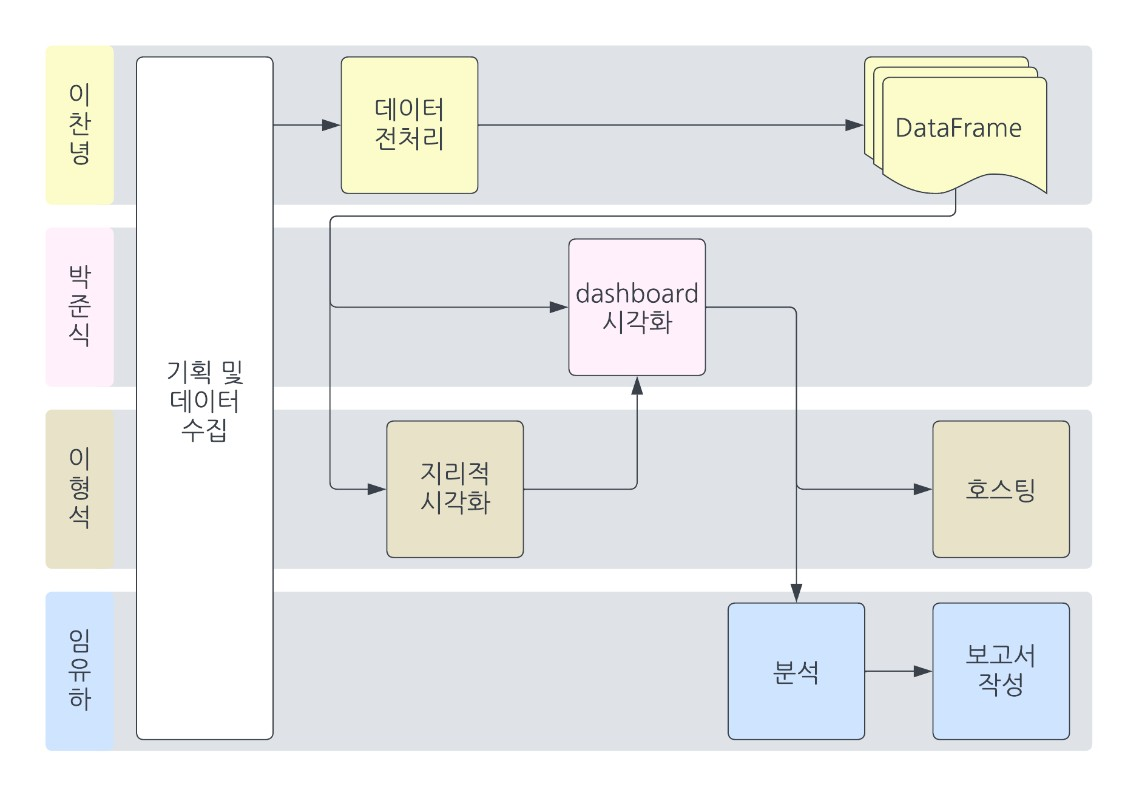 이
찬
녕
데이터
전처리
DataFrame
박
준
식
dashboard
시각화
기획 및
데이터
수집
이
형
석
지리적
시각화
호스팅
임
유
하
분석
보고서
작성